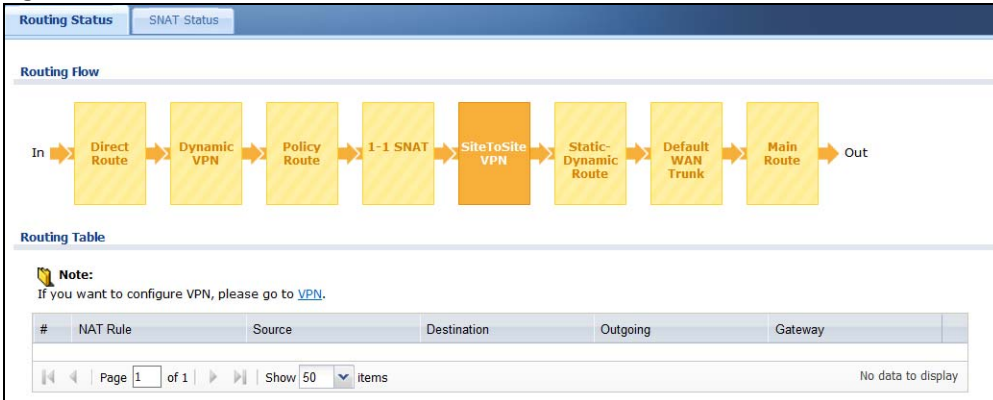 Routing Status SNAT Status
Routing Flow
In Direct Route Dynamic VPN Policy Route 1-1 SNAT SiteToSite VPN Static-Dynamic Route Default WAN Trunk Main Route Out
Routing Table
Note:
If you want to configure VPN, please go to VPN.
# NAT Rule Source Destination Outgoing Gateway
Page 1 of 1 Show 50 items No data to display